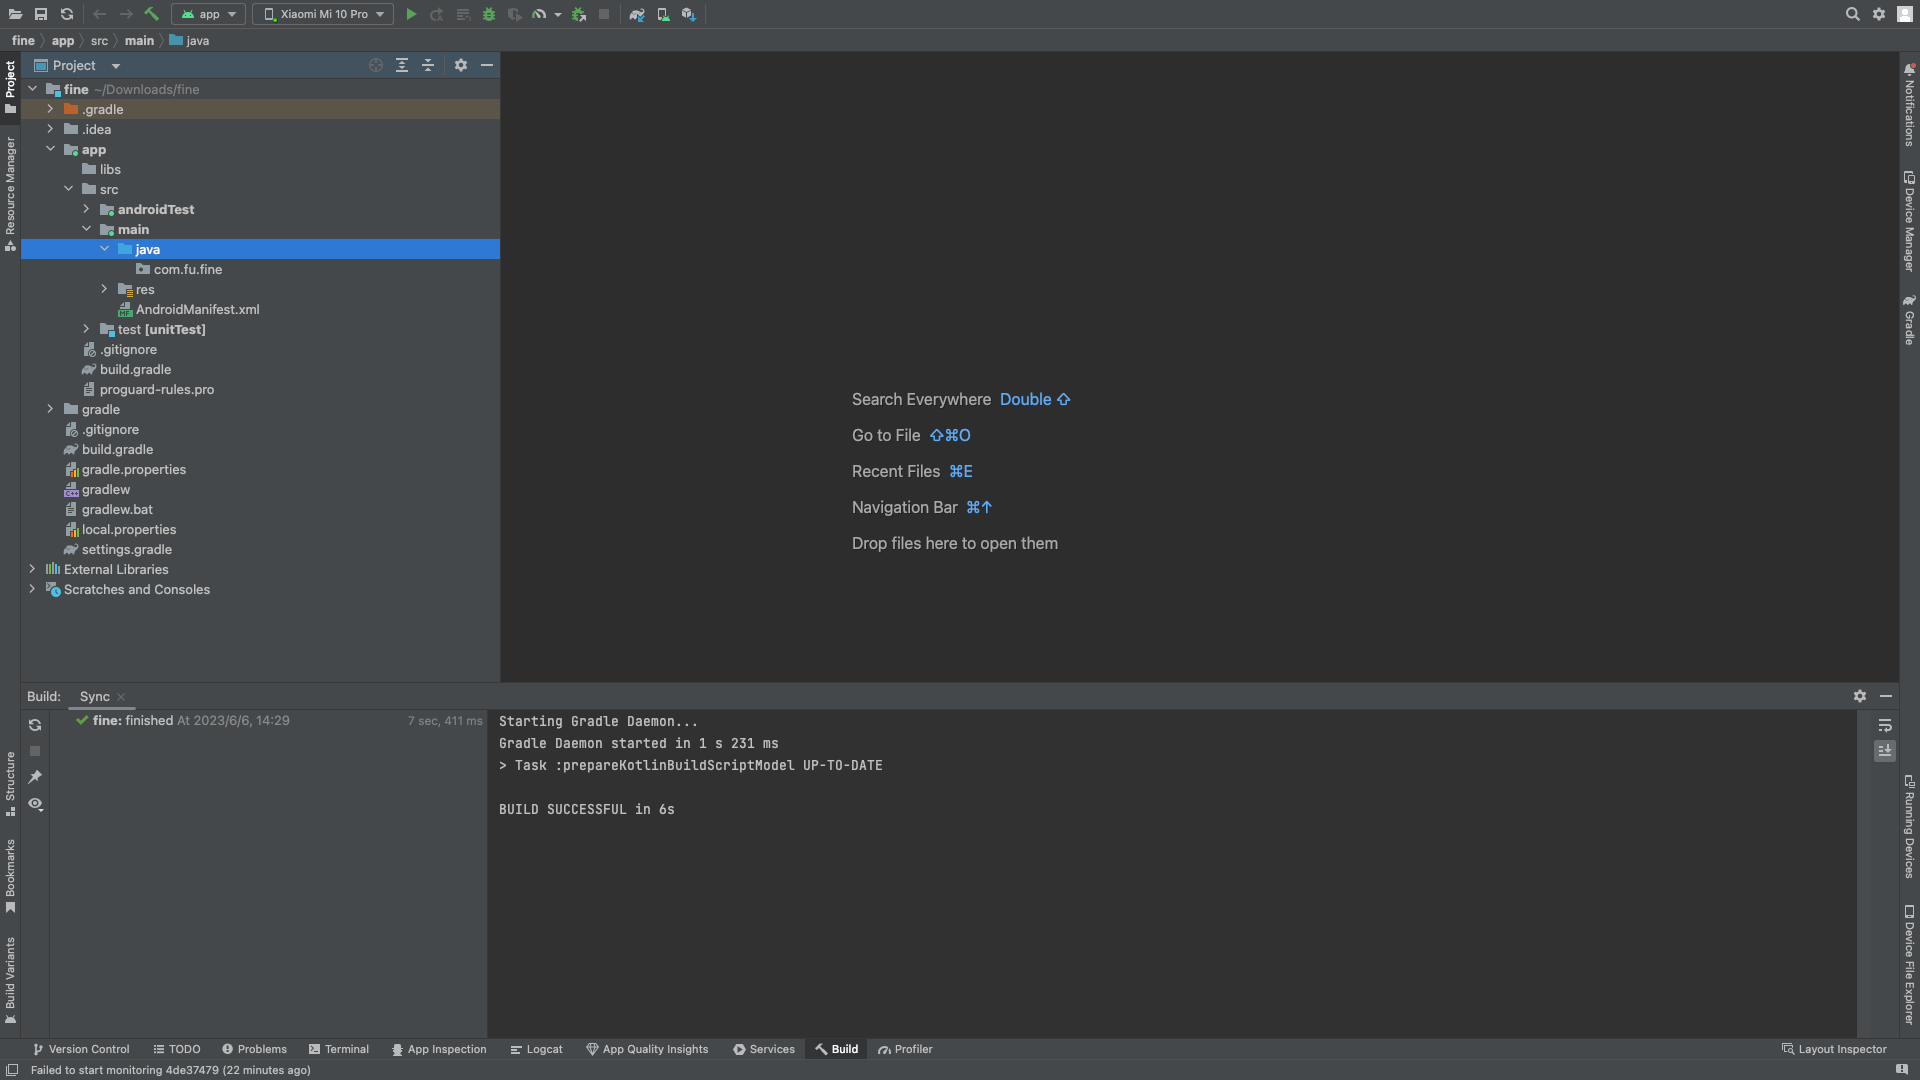 app
Xiaomi Mi 10 Pro
fine
app
src
main
java
Project
fine ~/Downloads/fine
.gradle
.idea
app
libs
src
androidTest
main
java
com.fu.fine
res
AndroidManifest.xml
test [unitTest]
.gitignore
build.gradle
proguard-rules.pro
gradle
.gitignore
build.gradle
gradle.properties
gradlew
gradlew.bat
local.properties
settings.gradle
External Libraries
Scratches and Consoles
Project
Resource Manager
Structure
Bookmarks
Build Variants
Search Everywhere Double ⇧
Go to File ⇧⌘O
Recent Files ⌘E
Navigation Bar ⌘↑
Drop files here to open them
Notifications
Device Manager
Gradle
Running Devices
Device File Explorer
Build: Sync
fine: finished At 2023/6/6, 14:29 7 sec, 411 ms
Starting Gradle Daemon...
Gradle Daemon started in 1 s 231 ms
> Task :prepareKotlinBuildScriptModel UP-TO-DATE
BUILD SUCCESSFUL in 6s
Version Control
TODO
Problems
Terminal
App Inspection
Logcat
App Quality Insights
Services
Build
Profiler
Layout Inspector
Failed to start monitoring 4de37479 (22 minutes ago)